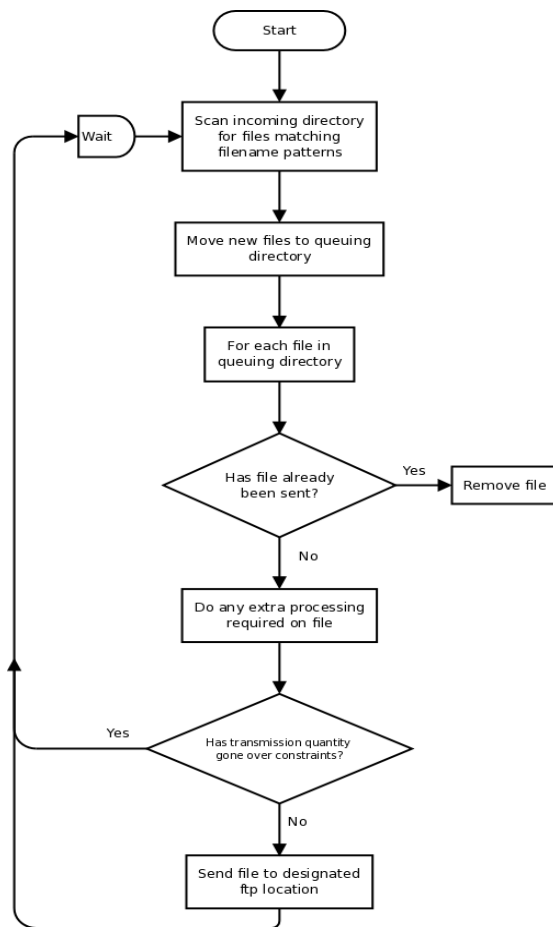 Start
Wait
Scan incoming directory
for files matching
filename patterns
Move new files to queuing
directory
For each file in
queuing directory
Has file already
been sent?
Yes
Remove file
No
Do any extra processing
required on file
Yes
Has transmission quantity
gone over constraints?
No
Send file to designated
ftp location